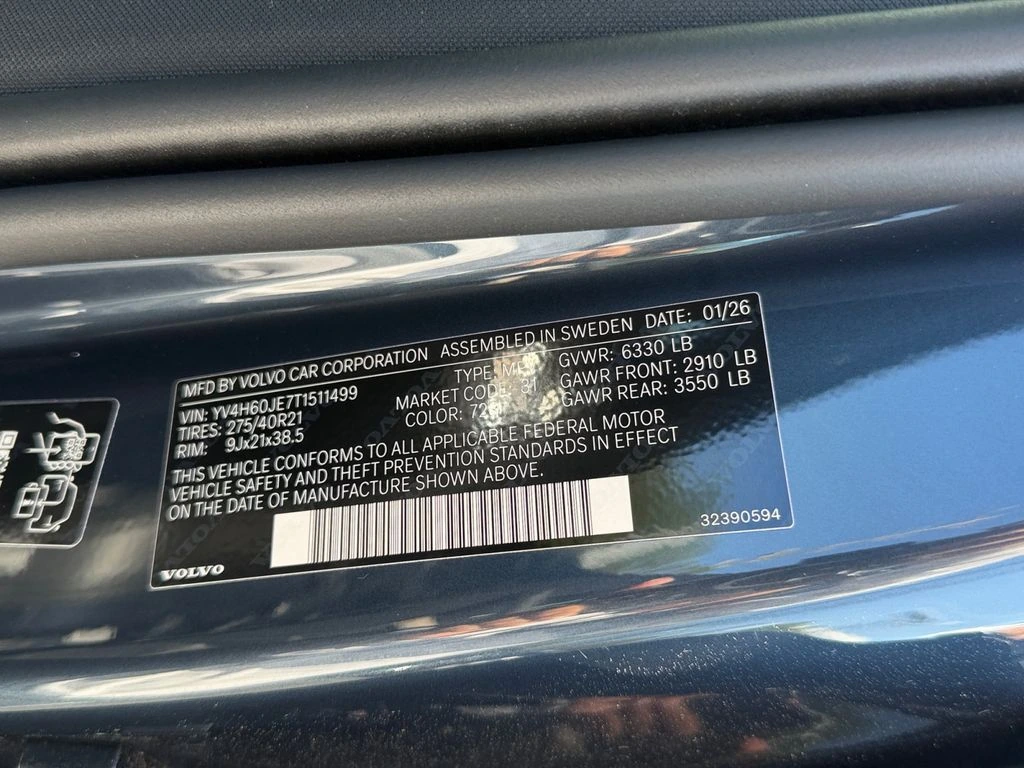 MFD BY VOLVO CAR CORPORATION ASSEMBLED IN SWEDEN DATE: 01/26
VIN: YV4H60JE7T1511499 TYPE: GVWR: 6330 LB
TIRES: 275/40R21 MARKET CODE: 31 GAWR FRONT: 2910 LB
RIM: 9Jx21x38.5 COLOR: GAWR REAR: 3550 LB
THIS VEHICLE CONFORMS TO ALL APPLICABLE FEDERAL MOTOR
VEHICLE SAFETY AND THEFT PREVENTION STANDARDS IN EFFECT
ON THE DATE OF MANUFACTURE SHOWN ABOVE.
32390594
VOLVO